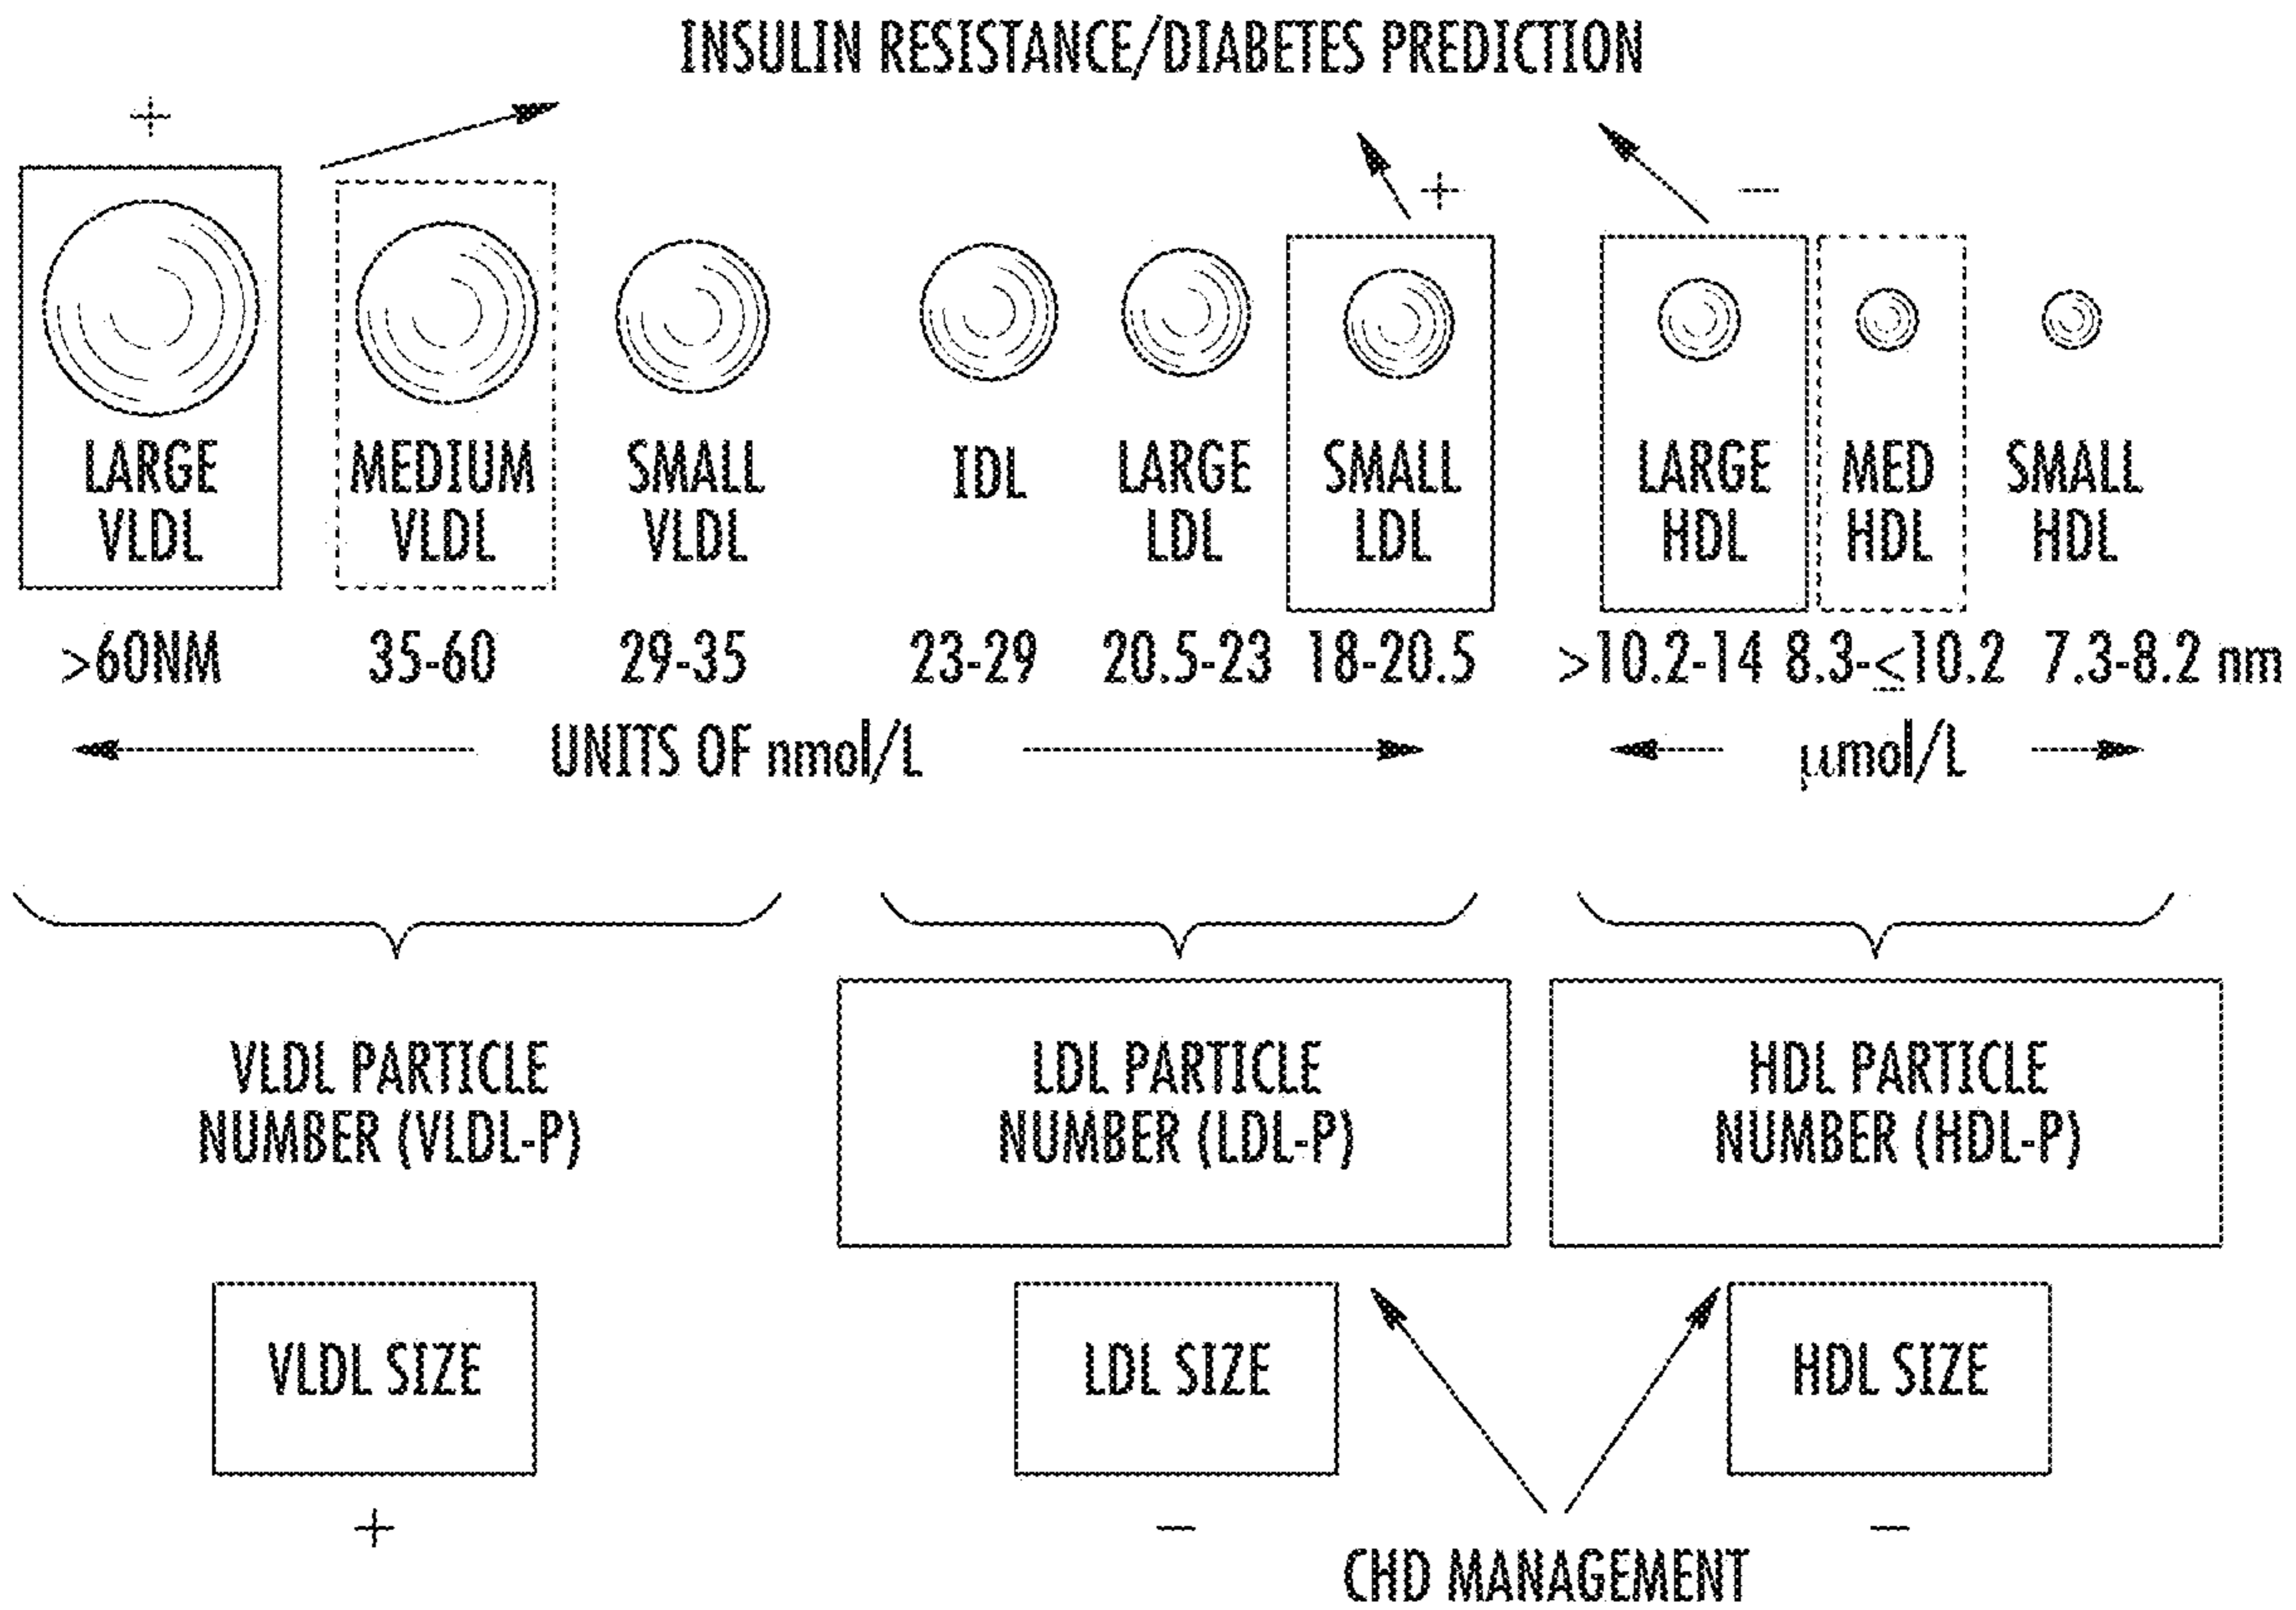 INSULIN RESISTANCE/DIABETES PREDICTION
+
+
−
LARGE VLDL
MEDIUM VLDL
SMALL VLDL
IDL
LARGE LDL
SMALL LDL
LARGE HDL
MED HDL
SMALL HDL
>60NM 35-60 29-35 23-29 20.5-23 18-20.5 >10.2-14 8.3-≤10.2 7.3-8.2 nm
UNITS OF nmol/L μmol/L
VLDL PARTICLE
NUMBER (VLDL-P)
LDL PARTICLE
NUMBER (LDL-P)
HDL PARTICLE
NUMBER (HDL-P)
VLDL SIZE LDL SIZE HDL SIZE
+ − −
CHD MANAGEMENT